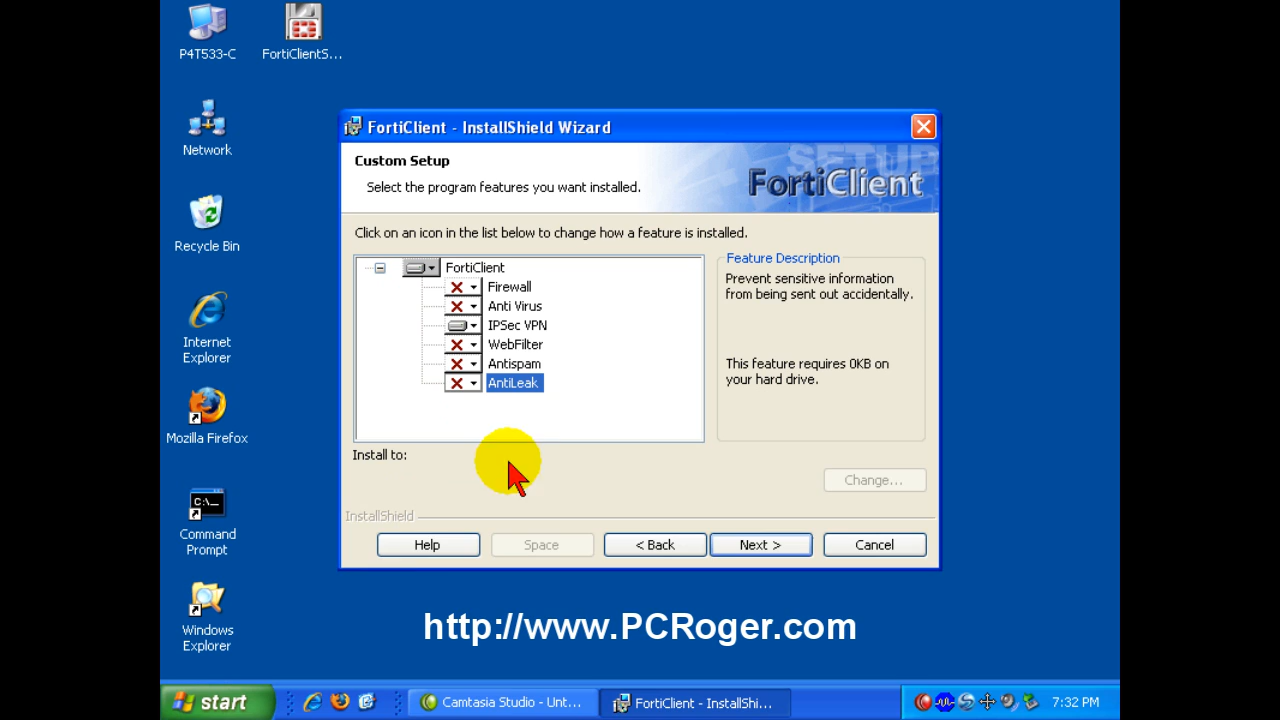 P4T533-C
FortiClientS...
Network
Recycle Bin
Internet
Explorer
Mozilla Firefox
C:\_
Command
Prompt
Windows
Explorer
FortiClient - InstallShield Wizard
Custom Setup
Select the program features you want installed.
SETUP
FortiClient
Click on an icon in the list below to change how a feature is installed.
FortiClient
Firewall
Anti Virus
IPSec VPN
WebFilter
Antispam
AntiLeak
Feature Description
Prevent sensitive information
from being sent out accidentally.
This feature requires 0KB on
your hard drive.
Install to:
Change...
InstallShield
Help
Space
< Back
Next >
Cancel
http://www.PCRoger.com
start
Camtasia Studio - Unt...
FortiClient - InstallShi...
7:32 PM